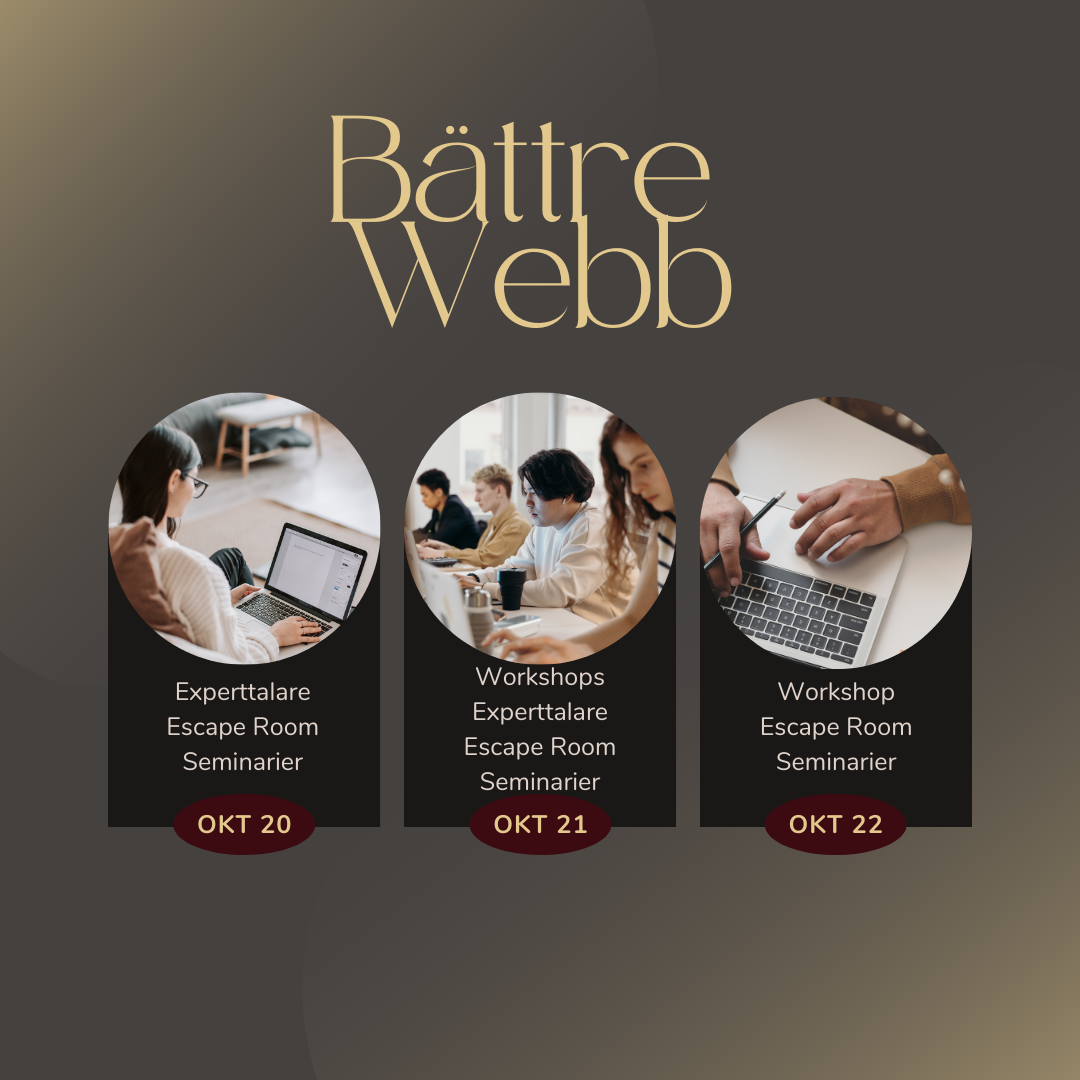 Bättre
Webb
Experttalare
Escape Room
Seminarier
OKT 20
Workshops
Experttalare
Escape Room
Seminarier
OKT 21
Workshop
Escape Room
Seminarier
OKT 22